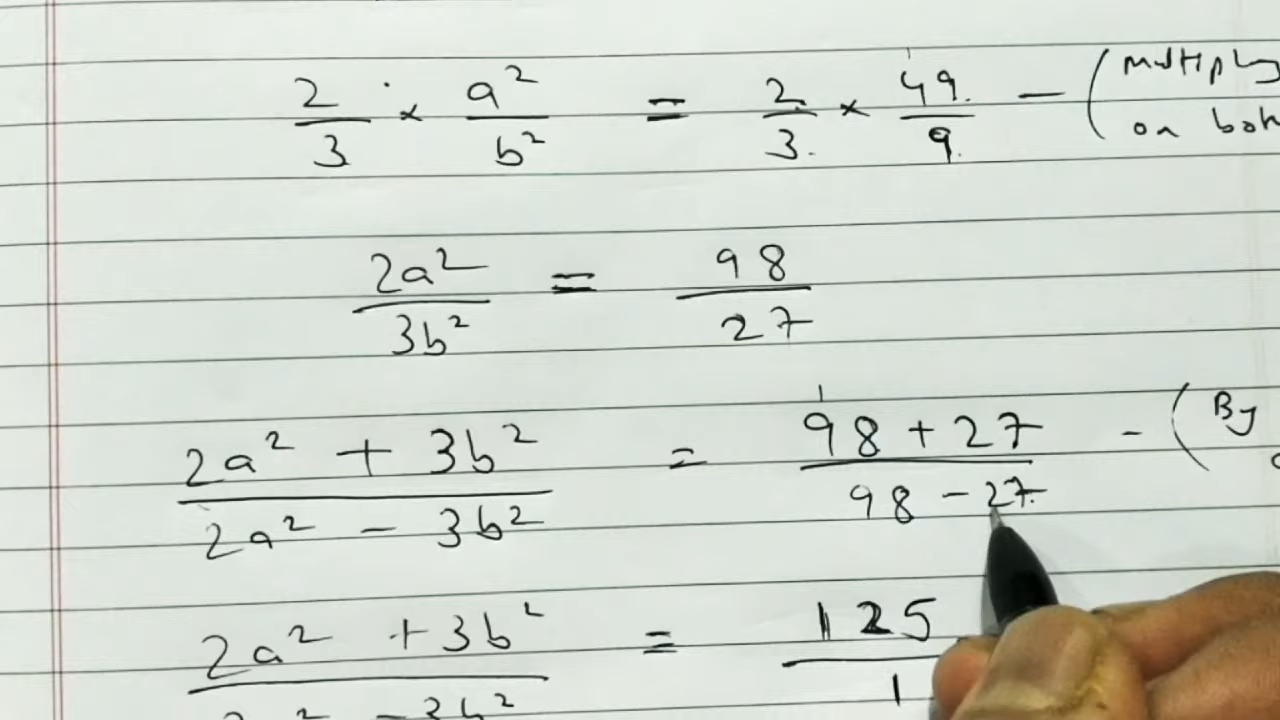 2/3 × a²/b² = 2/3. × 49./9. — (Multiply
on both
2a²/3b² = 98/27
(2a² + 3b²)/(2a² − 3b²) = (98 + 27)/(98 − 27.) - (By
(2a² + 3b²)/(2a² − 3b²) = 125/1